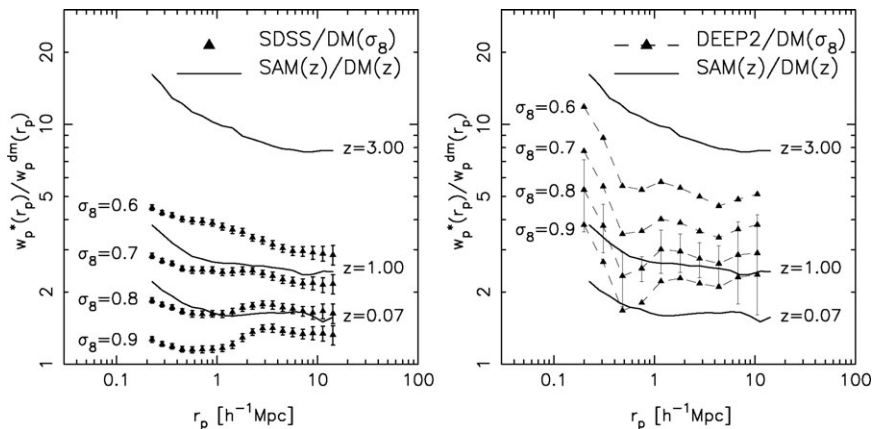 30
SDSS/DM(σ8)
SAM(z)/DM(z)
10
z=3.00
5
σ8=0.6
σ8=0.7
z=1.00
2
σ8=0.8
z=0.07
σ8=0.9
1
0.1 1 10 100
r_p [h⁻¹Mpc]
w_p*(r_p)/w_p^dm(r_p)
30
DEEP2/DM(σ8)
SAM(z)/DM(z)
σ8=0.6
10
z=3.00
σ8=0.7
σ8=0.8
5
σ8=0.9
z=1.00
2
z=0.07
1
0.1 1 10 100
r_p [h⁻¹Mpc]
w_p*(r_p)/w_p^dm(r_p)